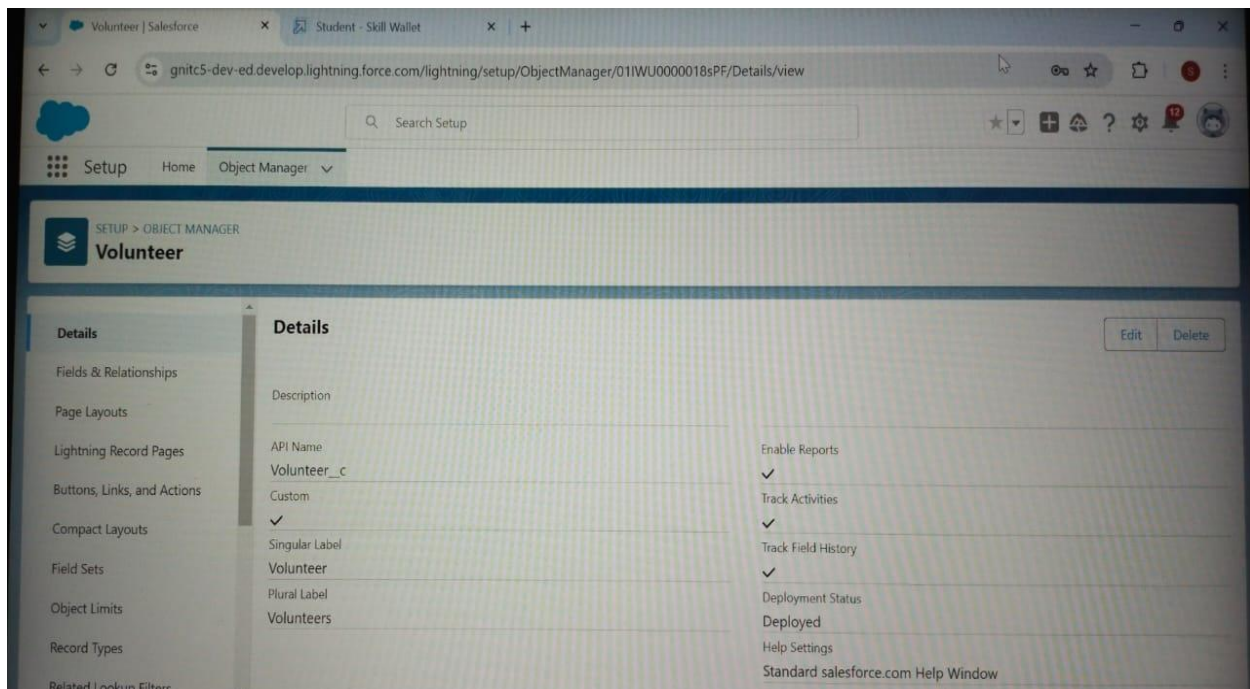 Volunteer | Salesforce
Student - Skill Wallet
gnitc5-dev-ed.develop.lightning.force.com/lightning/setup/ObjectManager/01IWU0000018sPF/Details/view
S
Search Setup
12
Setup Home Object Manager
SETUP > OBJECT MANAGER
Volunteer
Details
Fields & Relationships
Page Layouts
Lightning Record Pages
Buttons, Links, and Actions
Compact Layouts
Field Sets
Object Limits
Record Types
Related Lookup Filters
Details
Edit Delete
Description
API Name
Volunteer__c
Custom
Singular Label
Volunteer
Plural Label
Volunteers
Enable Reports
Track Activities
Track Field History
Deployment Status
Deployed
Help Settings
Standard salesforce.com Help Window